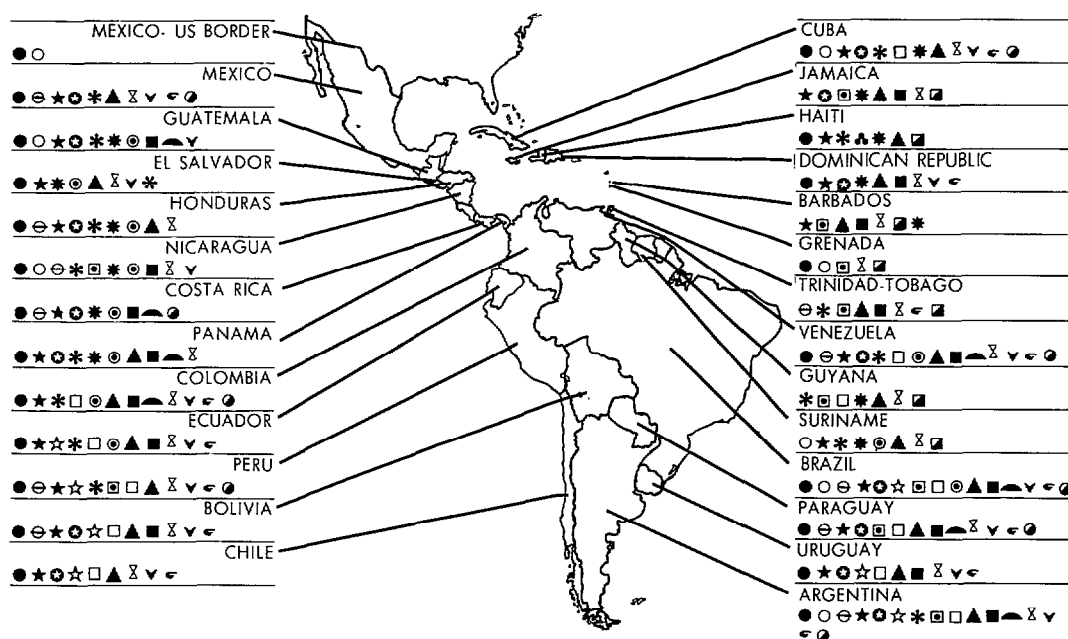 MEXICO- US BORDER
MEXICO
GUATEMALA
EL SALVADOR
HONDURAS
NICARAGUA
COSTA RICA
PANAMA
COLOMBIA
ECUADOR
PERU
BOLIVIA
CHILE
CUBA
JAMAICA
HAITI
DOMINICAN REPUBLIC
BARBADOS
GRENADA
TRINIDAD-TOBAGO
VENEZUELA
GUYANA
SURINAME
BRAZIL
PARAGUAY
URUGUAY
ARGENTINA